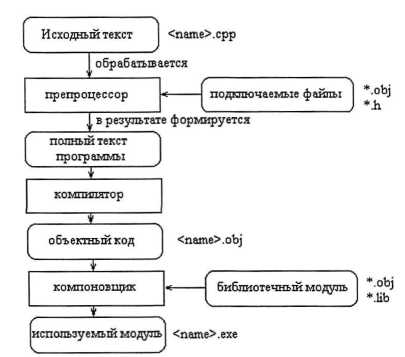 Исходный текст <name>.cpp
обрабатывается
препроцессор подключаемые файлы *.obj
*.h
в результате формируется
полный текст
программы
компилятор
объектный код <name>.obj
компоновщик библиотечный модуль *.obj
*.lib
используемый модуль <name>.exe